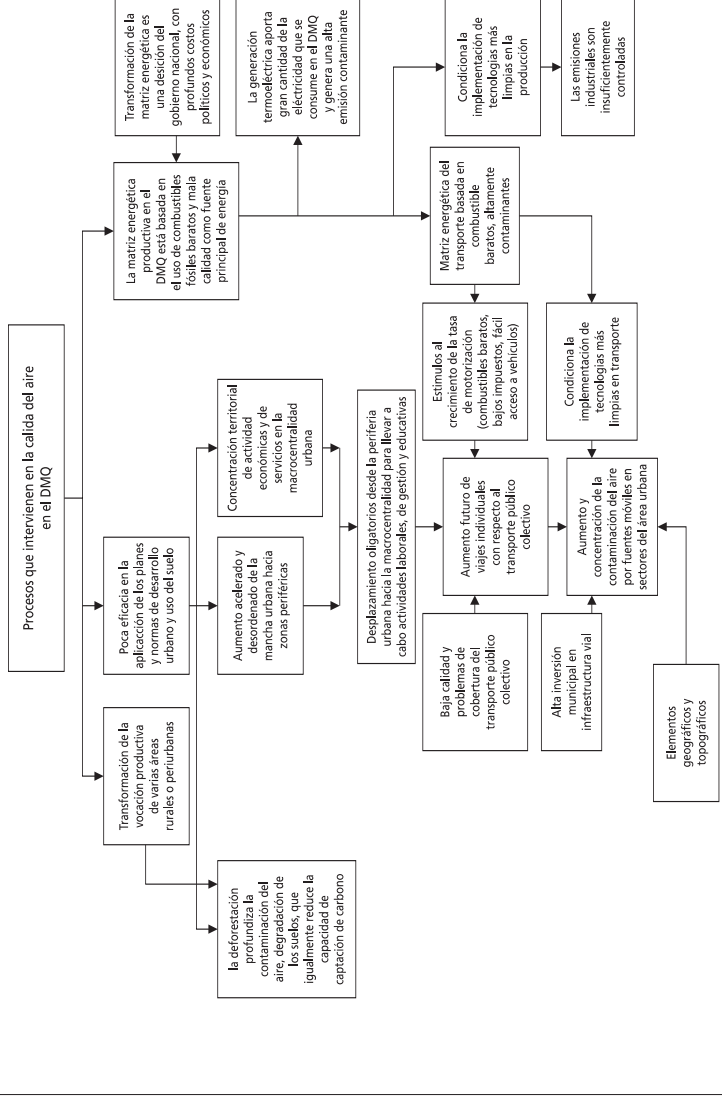 Procesos que intervienen en la calida del aire
en el DMQ
Transformación de la
vocación productiva
de varias áreas
rurales o periurbanas
Poca eficacia en la
aplicacción de los planes
y normas de desarrollo
urbano y uso del suelo
La matriz energética
productiva en el
DMQ está basada en
el uso de combustibles
fósiles baratos y mala
calidad como fuente
principal de energía
Transformación de la
matriz energética es
una desición del
gobierno nacional, con
profundos costos
políticos y económicos
la deforestación
profundiza la
contaminación del
aire, degradación de
los suelos, que
igualmente reduce la
capacidad de
captación de carbono
Aumento acelerado y
desordenado de la
mancha urbana hacia
zonas periféricas
Concentración territorial
de actividad
económicas y de
servicios en la
macrocentralidad
urbana
La generación
termoeléctrica aporta
gran cantidad de la
eléctricidad que se
consume en el DMQ
y genera una alta
emisión contaminante
Desplazamiento oligatorios desde la periferia
urbana hacia la macrocentralidad para llevar a
cabo actividades laborales, de gestión y educativas
Baja calidad y
problemas de
cobertura del
transporte público
colectivo
Aumento futuro de
viajes individuales
con respecto al
transporte público
colectivo
Estímulos al
crecimiento de la tasa
de motorización
(combustibles baratos,
bajos impuestos, fácil
acceso a vehículos)
Matriz energética del
transporte basada en
combustible
baratos, altamente
contaminantes
Condiciona la
implementación de
tecnologías más
limpias en la
producción
Alta inversión
municipal en
infraestructura vial
Aumento y
concentración de la
contaminación del aire
por fuentes móviles en
sectores del área urbana
Condiciona la
implementación de
tecnologías más
limpias en transporte
Las emisiones
industriales son
insuficientemente
controladas
Elementos
geográficos y
topográficos